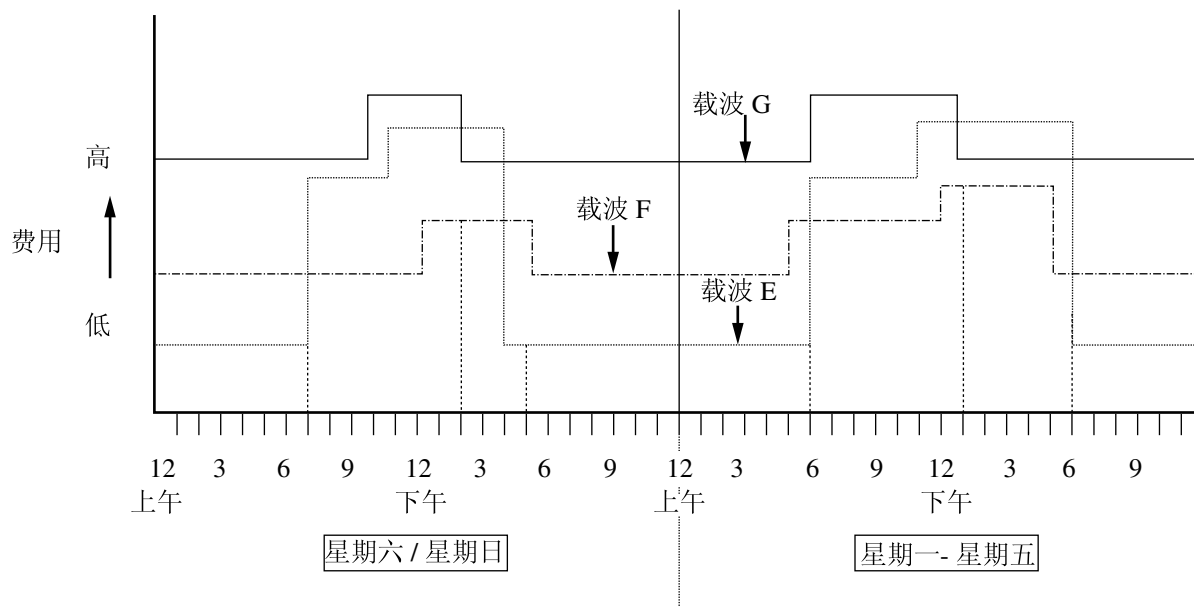 载波 G
高
载波 F
费用
载波 E
低
12 3 6 9 12 3 6 9 12 3 6 9 12 3 6 9
上午 下午 上午 下午
星期六 / 星期日 星期一- 星期五